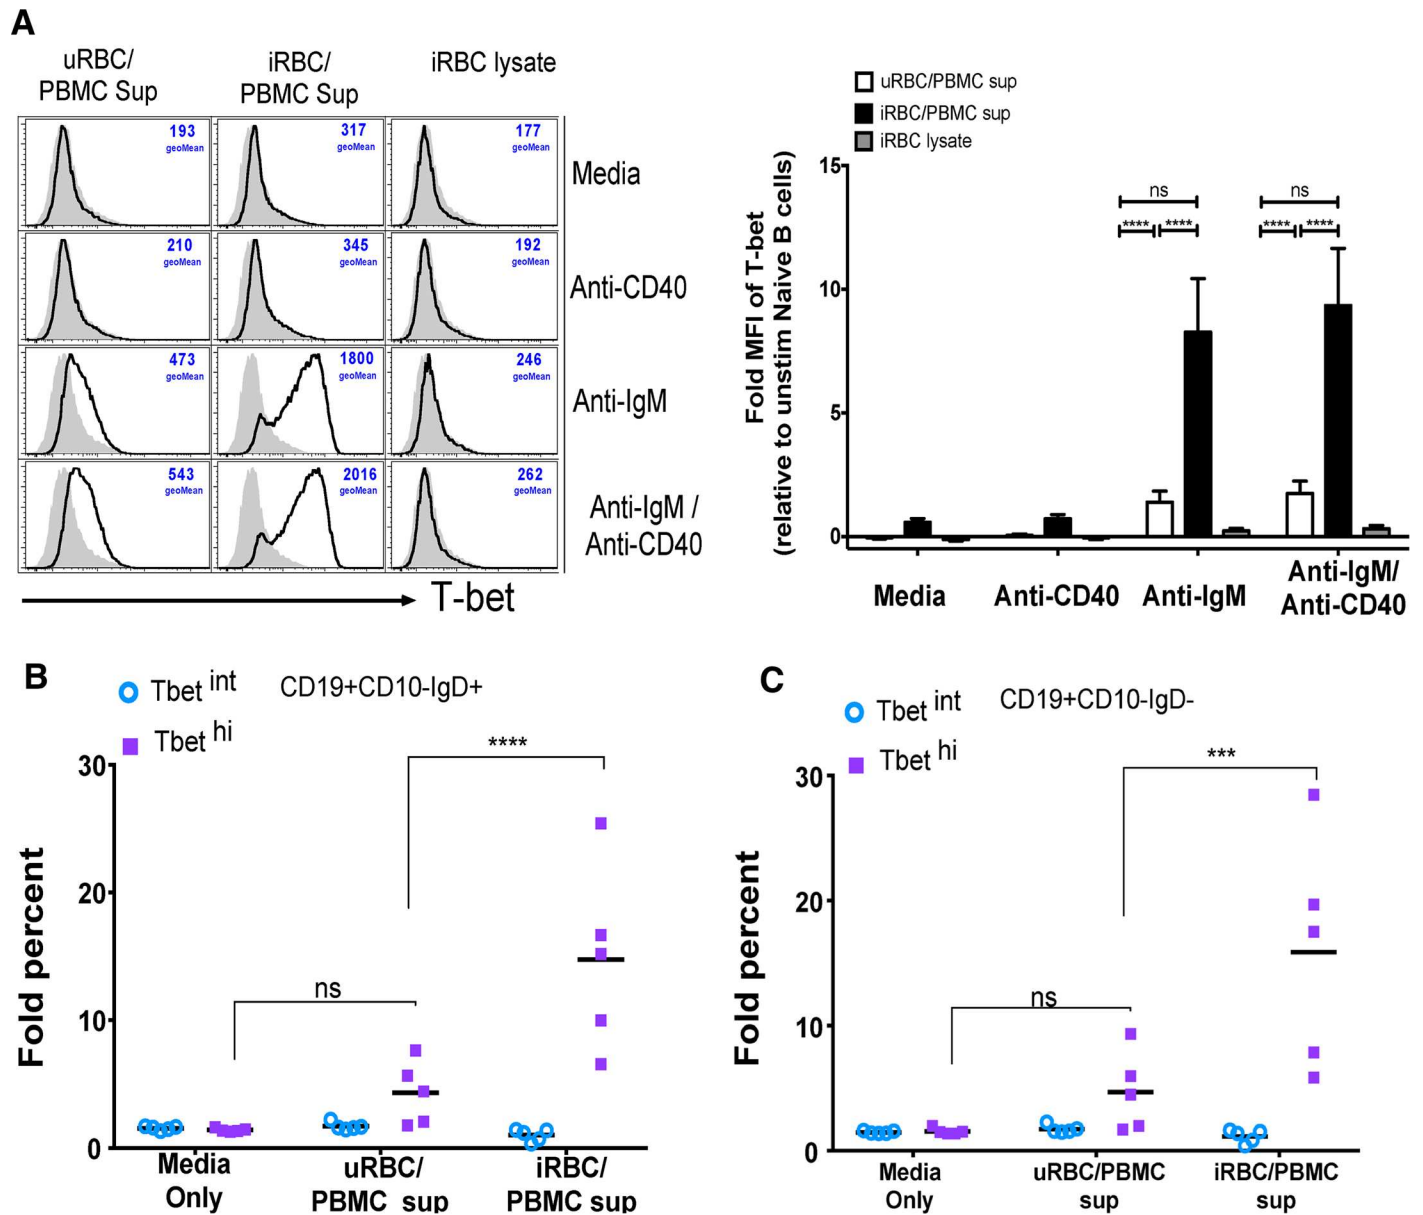 A
uRBC/
PBMC Sup
iRBC/
PBMC Sup
iRBC lysate
193
geoMean
317
geoMean
177
geoMean
Media
210
geoMean
345
geoMean
192
geoMean
Anti-CD40
473
geoMean
1800
geoMean
246
geoMean
Anti-IgM
543
geoMean
2016
geoMean
262
geoMean
Anti-IgM /
Anti-CD40
T-bet
uRBC/PBMC sup
iRBC/PBMC sup
iRBC lysate
Fold MFI of T-bet
(relative to unstim Naive B cells)
15
10
5
0
ns
**** ****
ns
**** ****
Media
Anti-CD40
Anti-IgM
Anti-IgM/
Anti-CD40
B
Tbet int
Tbet hi
CD19+CD10-IgD+
Fold percent
30
20
10
0
ns
****
Media
Only
uRBC/
PBMC sup
iRBC/
PBMC sup
C
Tbet int
Tbet hi
CD19+CD10-IgD-
Fold percent
30
20
10
0
ns
***
Media
Only
uRBC/PBMC
sup
iRBC/PBMC
sup